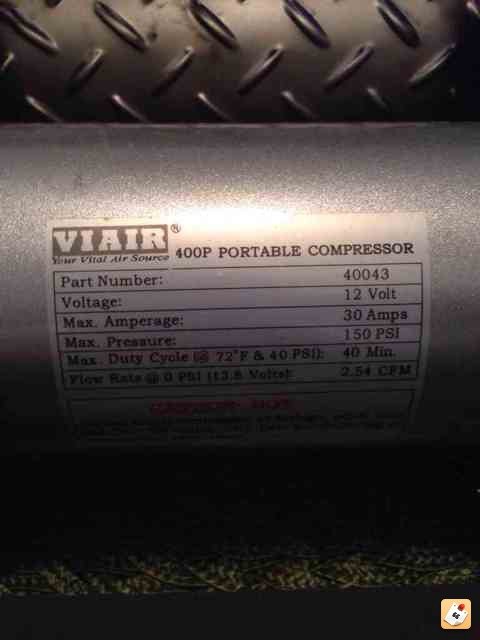 VIAIR®
Your Vital Air Source
400P PORTABLE COMPRESSOR
Part Number: 40043
Voltage: 12 Volt
Max. Amperage: 30 Amps
Max. Pressure: 150 PSI
Max. Duty Cycle (@ 72°F & 40 PSI): 40 Min.
Flow Rate @ 0 PSI (13.8 Volts): 2.54 CFM